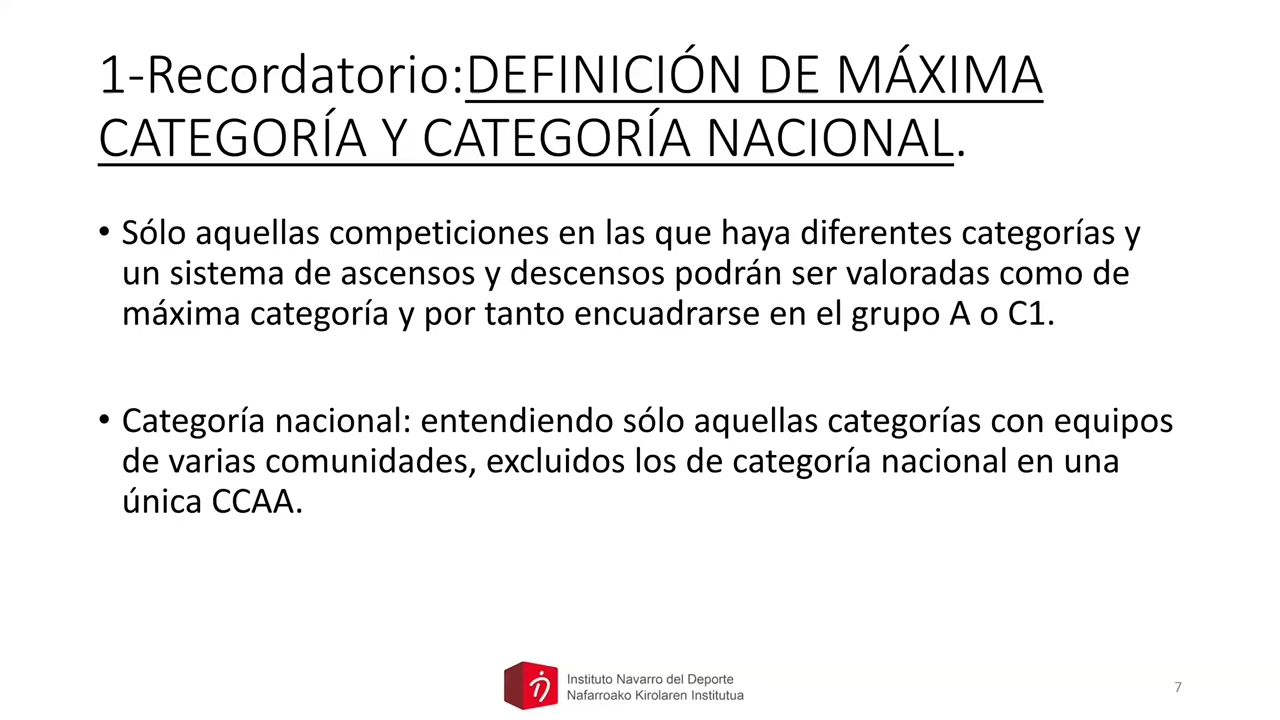 1-Recordatorio:DEFINICIÓN DE MÁXIMA
CATEGORÍA Y CATEGORÍA NACIONAL.
• Sólo aquellas competiciones en las que haya diferentes categorías y
un sistema de ascensos y descensos podrán ser valoradas como de
máxima categoría y por tanto encuadrarse en el grupo A o C1.
• Categoría nacional: entendiendo sólo aquellas categorías con equipos
de varias comunidades, excluidos los de categoría nacional en una
única CCAA.
Instituto Navarro del Deporte
Nafarroako Kirolaren Institutua
7